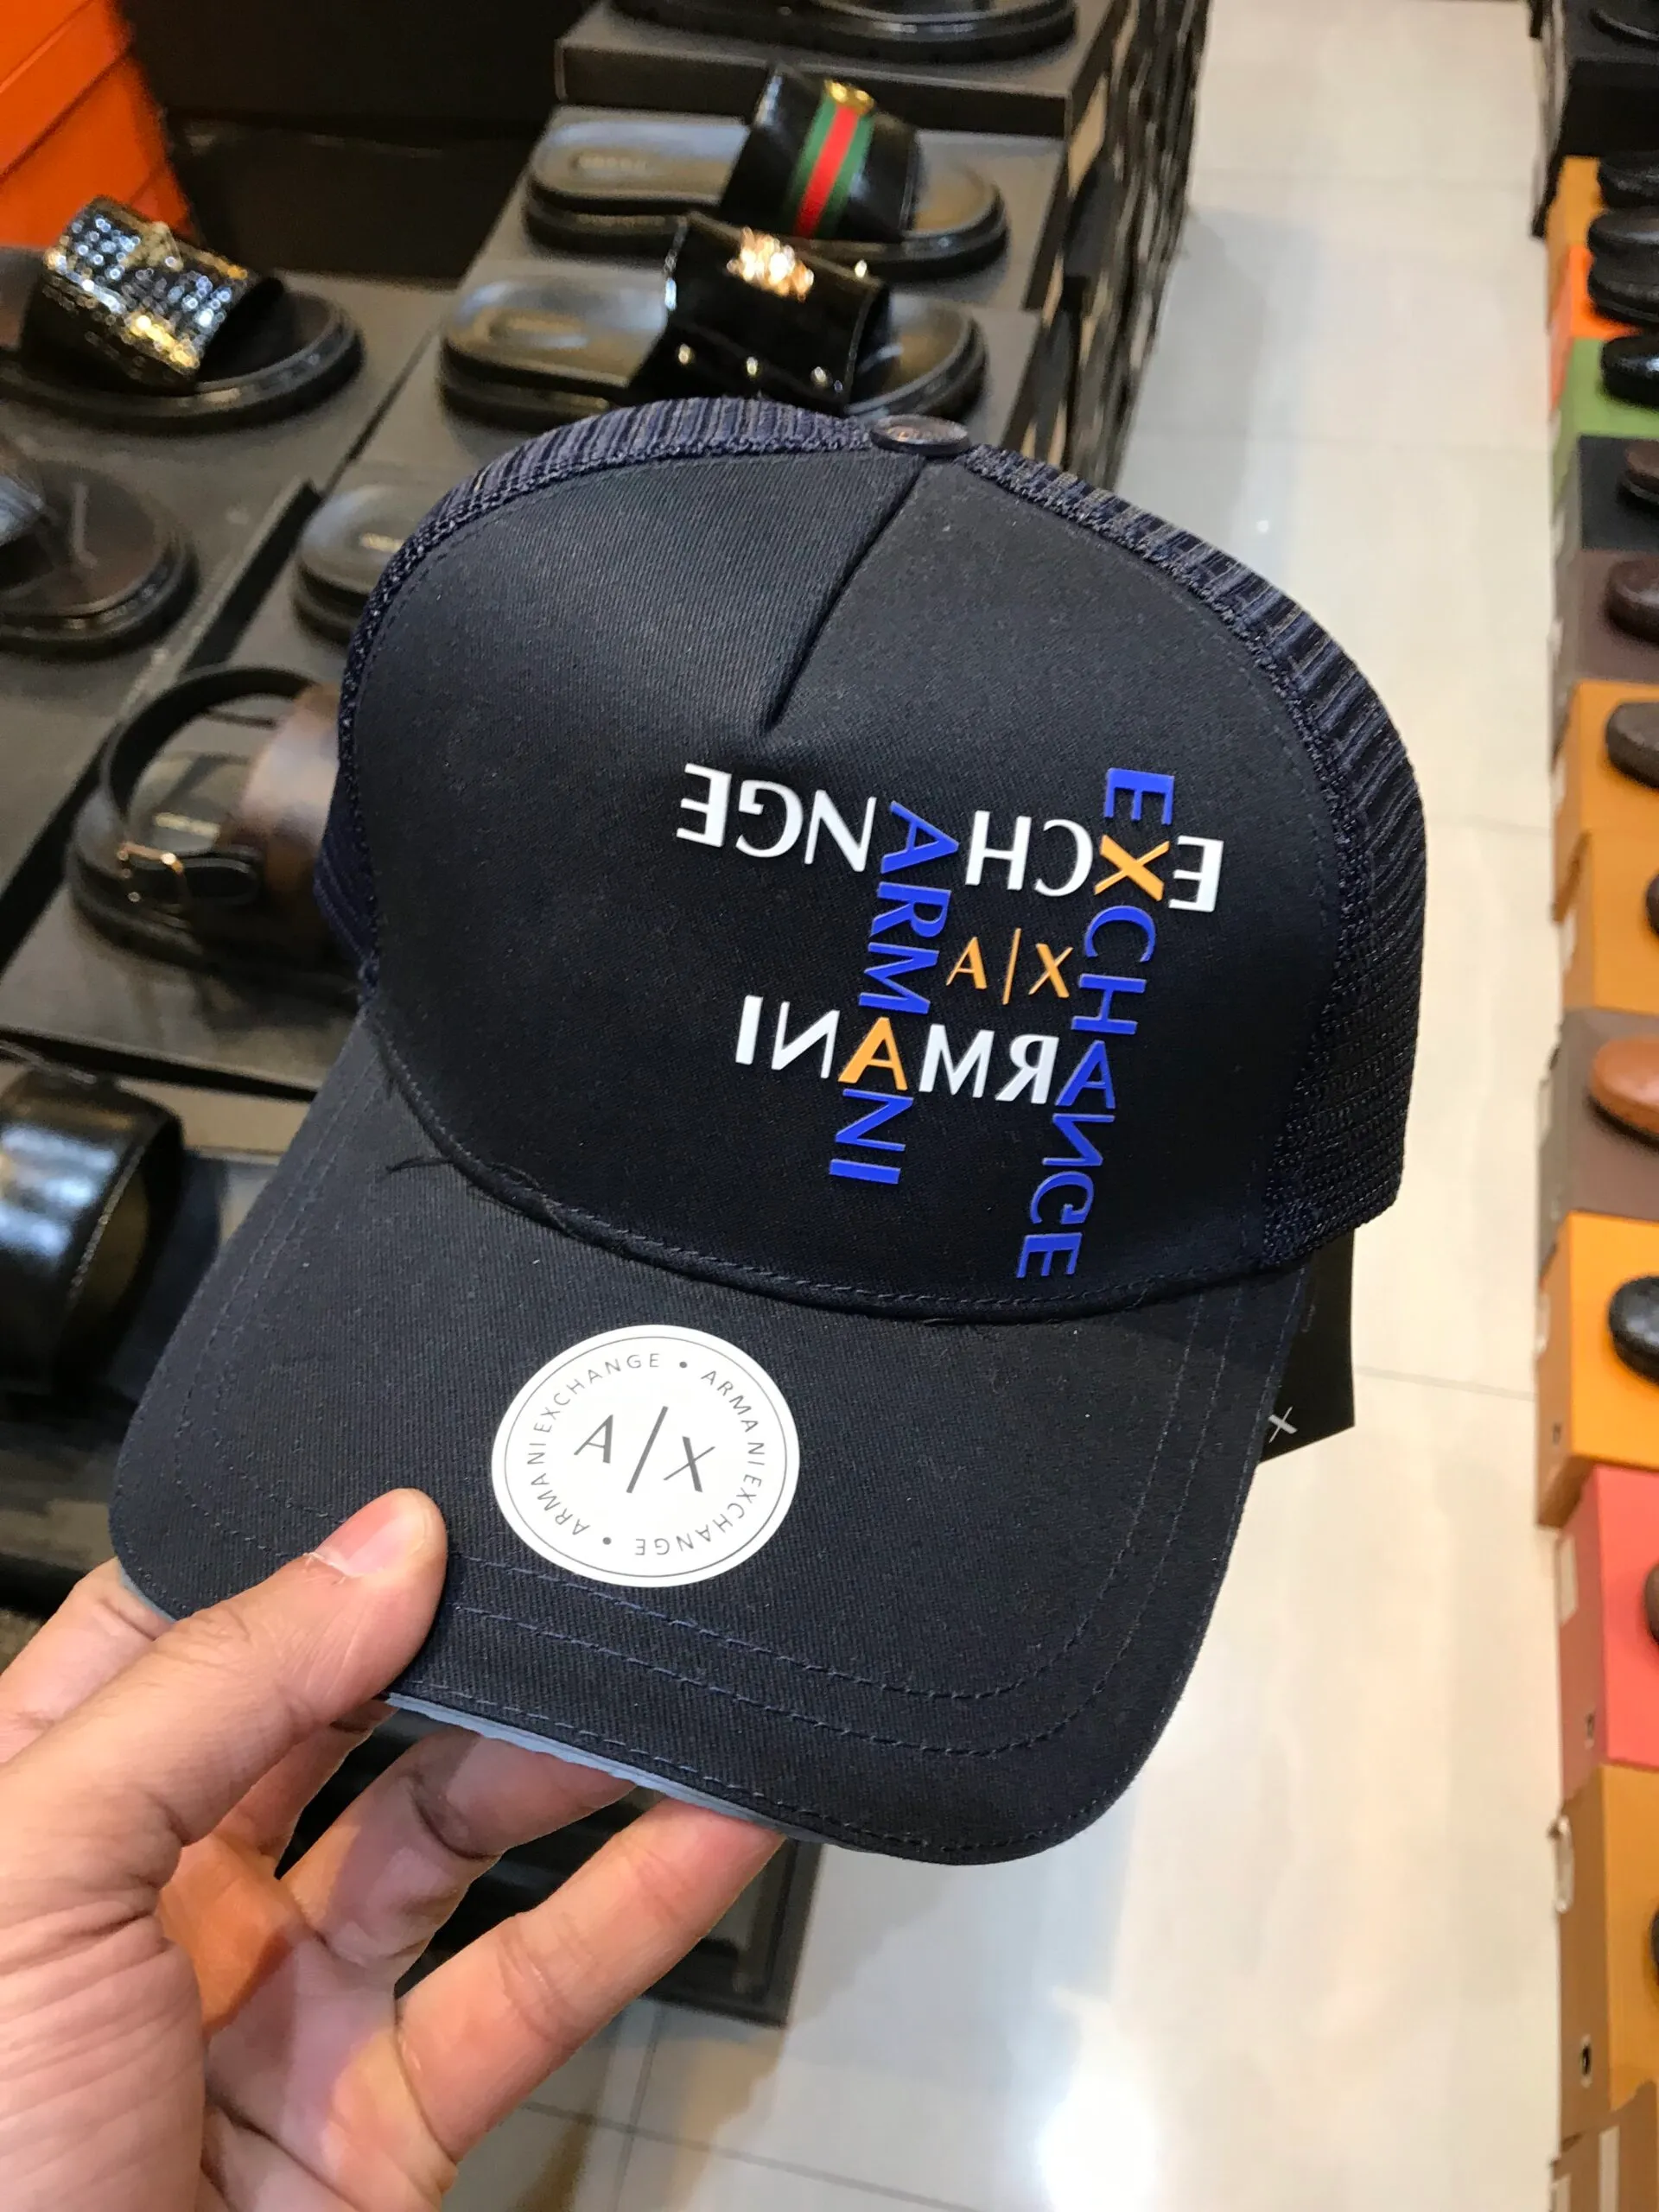 EXCHANGE
EXCHANGE
ARMANI
A|X
ARMANI
ARMANI EXCHANGE • ARMANI EXCHANGE •
A/X
X